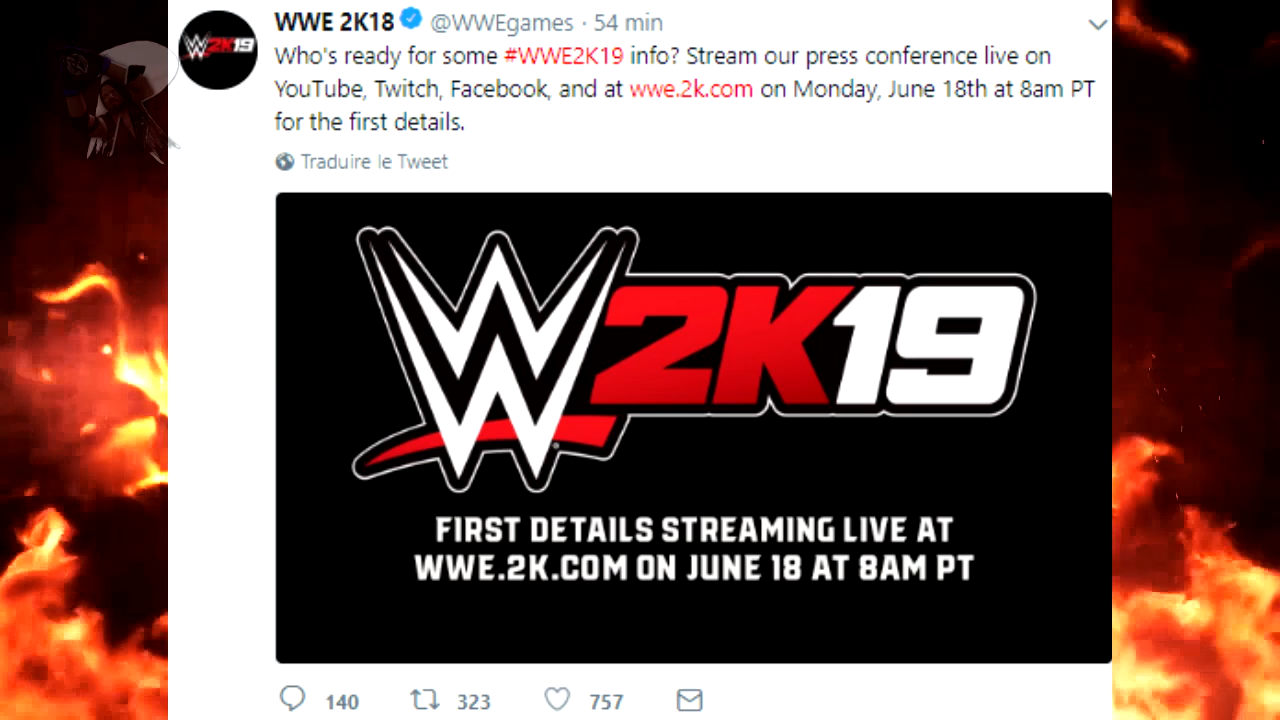 WWE 2K18 @WWEgames · 54 min
W2K19
Who's ready for some #WWE2K19 info? Stream our press conference live on
YouTube, Twitch, Facebook, and at wwe.2k.com on Monday, June 18th at 8am PT
for the first details.
Traduire le Tweet
W2K19
FIRST DETAILS STREAMING LIVE AT
WWE.2K.COM ON JUNE 18 AT 8AM PT
140 323 757